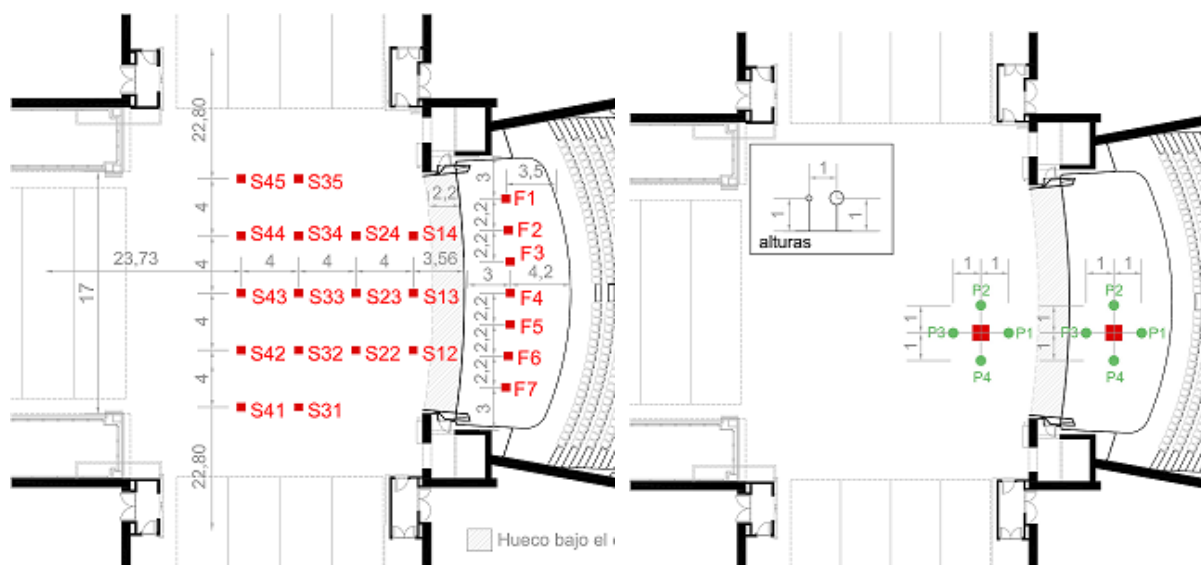 22,80
3
3,5
S45 S35
2,2
F1
4
2,2
F2
S44 S34 S24 S14
2,2
F3
23,73
4
4
4
4
3,56
3
4,2
17
S43 S33 S23 S13
F4
4
2,2
F5
S42 S32 S22 S12
2,2
F6
4
2,2
F7
S41 S31
3
22,80
Hueco bajo el
1
1
1
alturas
1
1
P2
1
P3
P1
1
P4
1
1
P2
1
P3
P1
1
P4